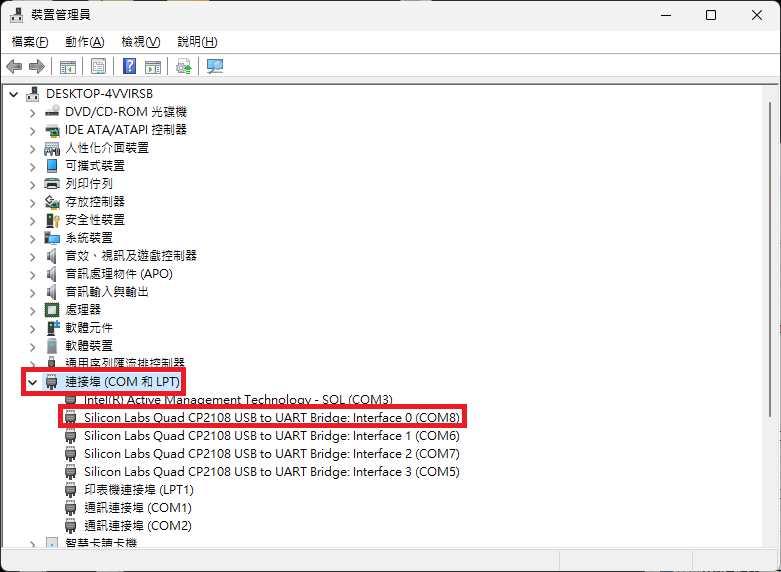 裝置管理員
檔案(F) 動作(A) 檢視(V) 說明(H)
DESKTOP-4VVIRSB
DVD/CD-ROM 光碟機
IDE ATA/ATAPI 控制器
人性化介面裝置
可攜式裝置
列印佇列
存放控制器
安全性裝置
系統裝置
音效、視訊及遊戲控制器
音訊處理物件 (APO)
音訊輸入與輸出
處理器
軟體元件
軟體裝置
通用序列匯流排控制器
連接埠 (COM 和 LPT)
Intel(R) Active Management Technology - SOL (COM3)
Silicon Labs Quad CP2108 USB to UART Bridge: Interface 0 (COM8)
Silicon Labs Quad CP2108 USB to UART Bridge: Interface 1 (COM6)
Silicon Labs Quad CP2108 USB to UART Bridge: Interface 2 (COM7)
Silicon Labs Quad CP2108 USB to UART Bridge: Interface 3 (COM5)
印表機連接埠 (LPT1)
通訊連接埠 (COM1)
通訊連接埠 (COM2)
智慧卡讀卡機